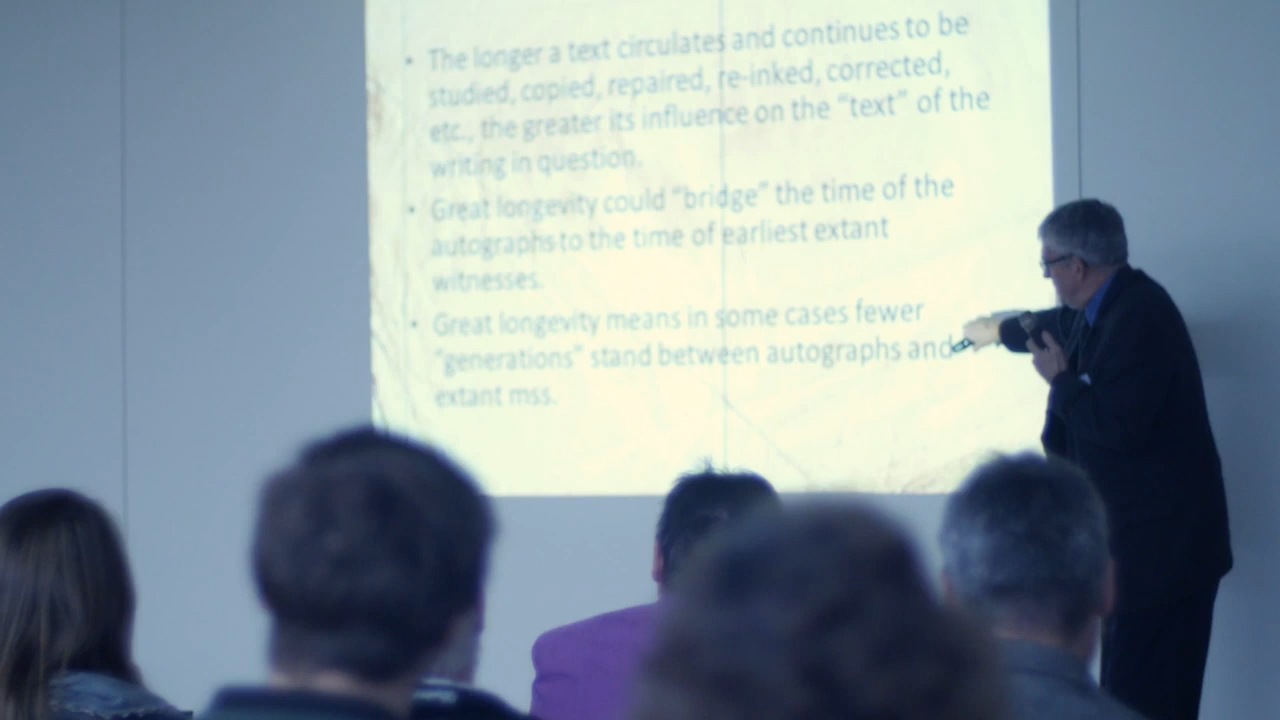 • The longer a text circulates and continues to be
studied, copied, repaired, re-inked, corrected,
etc., the greater its influence on the “text” of the
writing in question.
• Great longevity could “bridge” the time of the
autographs to the time of earliest extant
witnesses.
• Great longevity means in some cases fewer
“generations” stand between autographs and
extant mss.